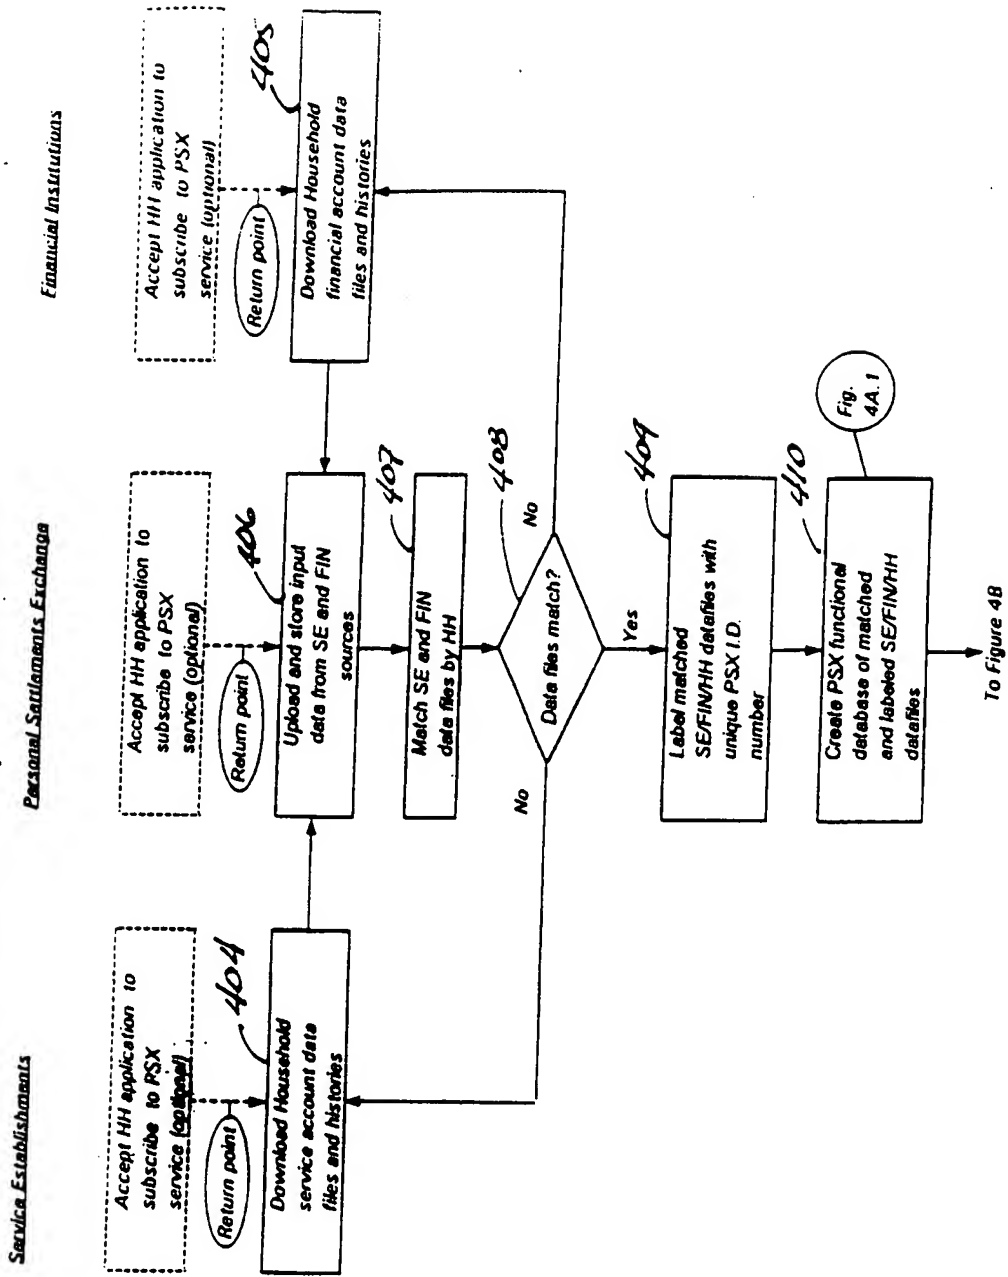 Service Establishments
Personal Settlements Exchange
Financial Institutions
Accept HH application to
subscribe to PSX
service (optional)
Return point
404
Download Household
service account data
files and histories
Accept HH application to
subscribe to PSX
service (optional)
Return point
406
Upload and store input
data from SE and FIN
sources
Accept HH application to
subscribe to PSX
service (optional)
Return point
405
Download Household
financial account data
files and histories
407
Match SE and FIN
data files by HH
408
Data files match?
No
No
Yes
409
Label matched
SE/FIN/HH datafiles with
unique PSX I.D.
number
410
Create PSX functional
database of matched
and labeled SE/FIN/HH
datafiles
Fig.
4A.1
To Figure 4B